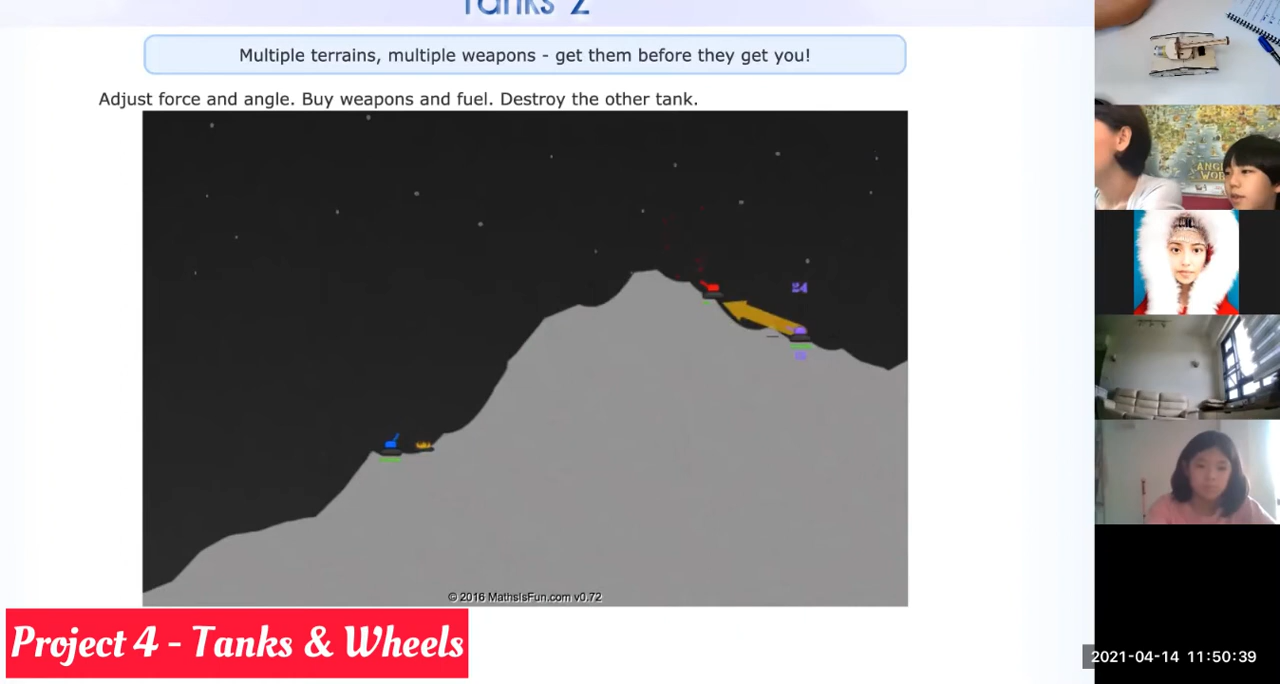 Tanks 2
Multiple terrains, multiple weapons - get them before they get you!
Adjust force and angle. Buy weapons and fuel. Destroy the other tank.
24
© 2016 MathsIsFun.com v0.72
Project 4 - Tanks & Wheels
2021-04-14 11:50:39